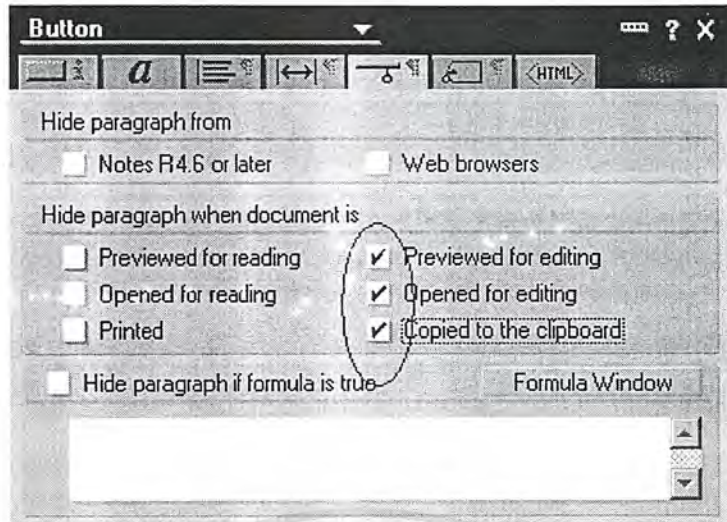 Button
? X
i a <HTML>
Hide paragraph from
Notes R4.6 or later Web browsers
Hide paragraph when document is
Previewed for reading Previewed for editing
Opened for reading Opened for editing
Printed Copied to the clipboard
Hide paragraph if formula is true Formula Window